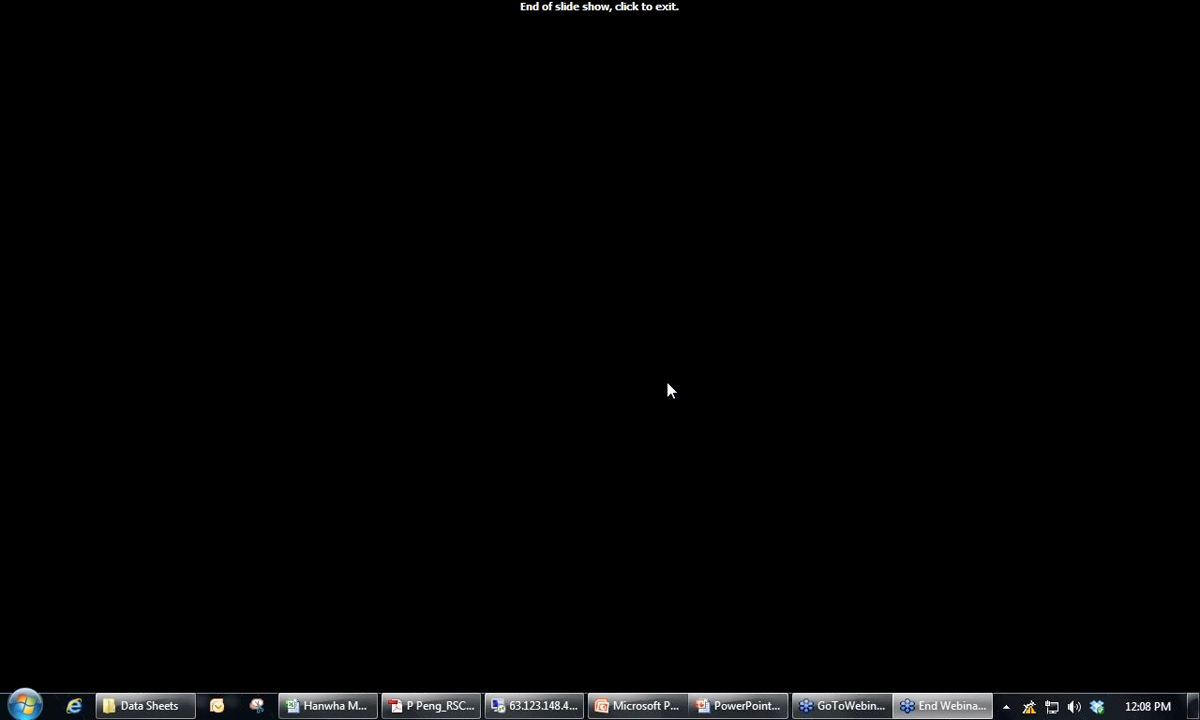 End of slide show, click to exit.
Data Sheets
Hanwha M...
P Peng_RSC...
63.123.148.4...
Microsoft P...
PowerPoint...
GoToWebin...
End Webina...
12:08 PM